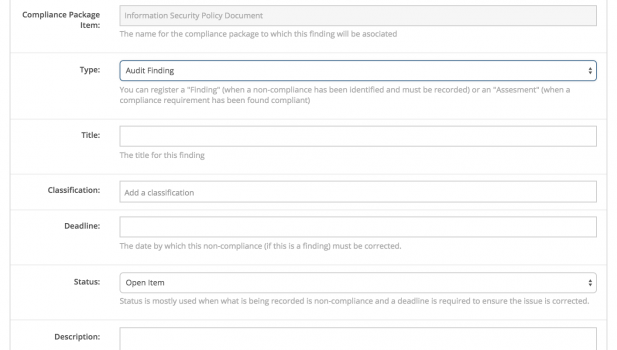 Compliance Package
Item:
Information Security Policy Document
The name for the compliance package to which this finding will be asociated
Type:
Audit Finding
You can register a "Finding" (when a non-compliance has been identified and must be recorded) or an "Assesment" (when a
compliance requirement has been found compliant)
Title:
The title for this finding
Classification:
Add a classification
Deadline:
The date by which this non-compliance (if this is a finding) must be corrected.
Status:
Open Item
Status is mostly used when what is being recorded is non-compliance and a deadline is required to ensure the issue is corrected.
Description: